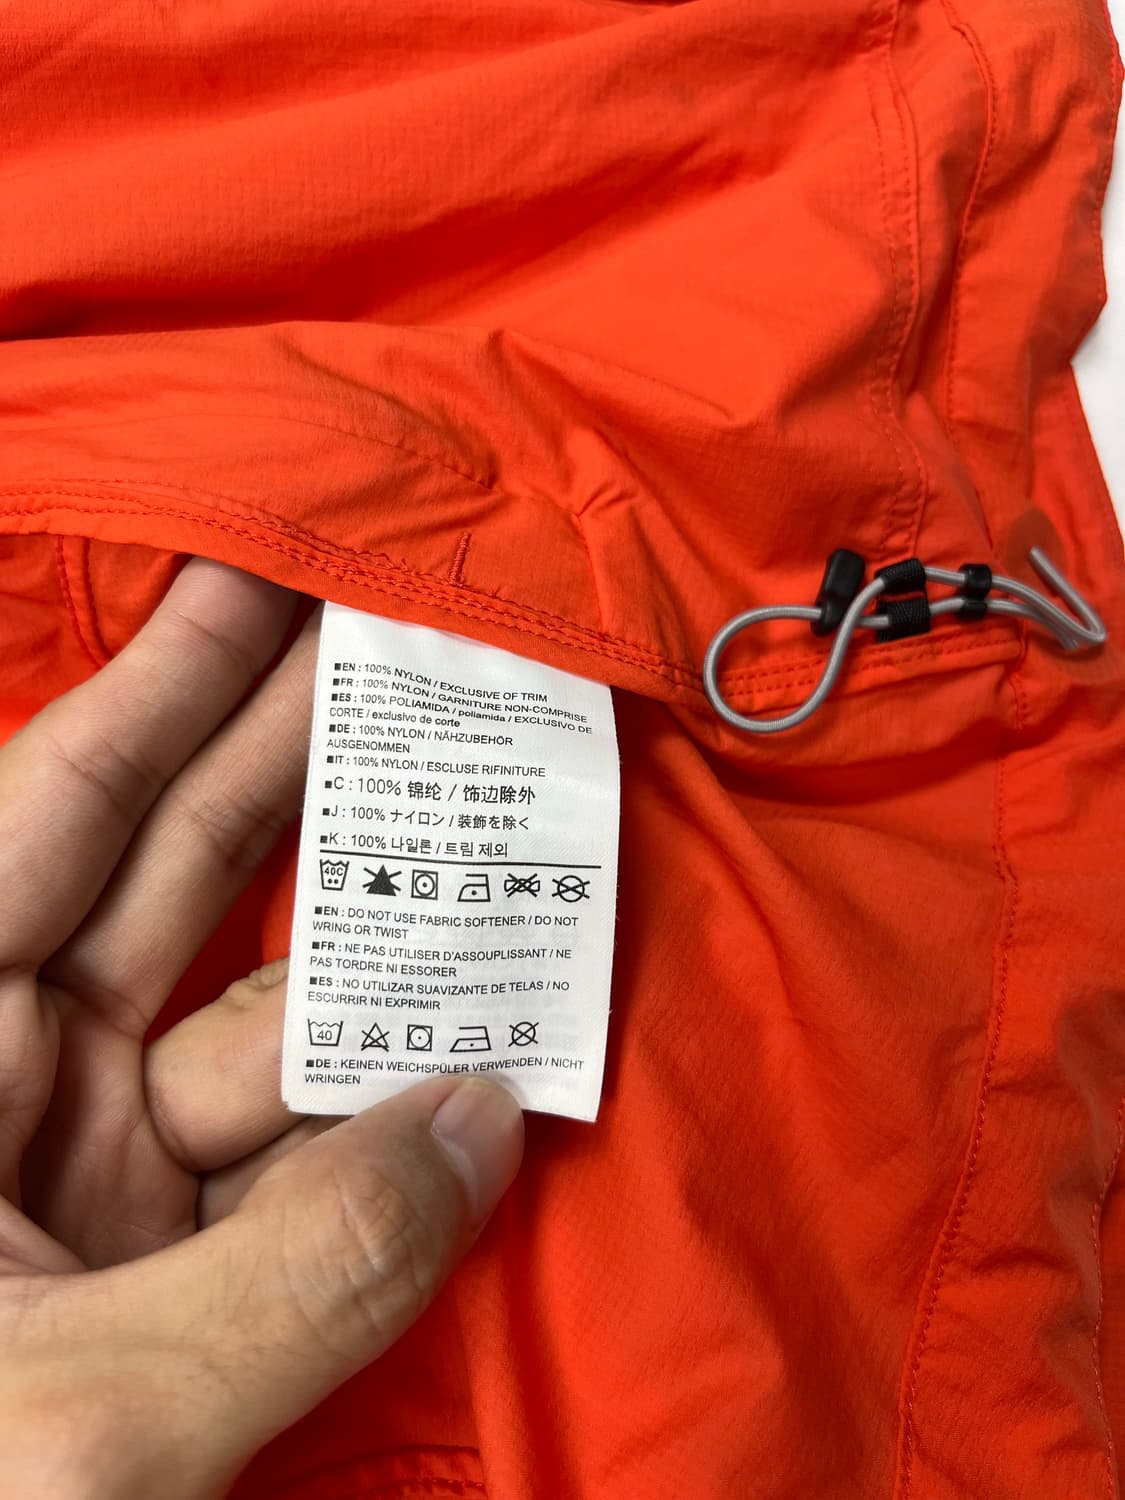 ■EN : 100% NYLON / EXCLUSIVE OF TRIM
■FR : 100% NYLON / GARNITURE NON-COMPRISE
■ES : 100% POLIAMIDA / poliamida / EXCLUSIVO DE
CORTE / exclusivo de corte
■DE : 100% NYLON / NÄHZUBEHÖR
AUSGENOMMEN
■IT : 100% NYLON / ESCLUSE RIFINITURE
■C : 100% 锦纶 / 饰边除外
■J : 100% ナイロン / 装飾を除く
■K : 100% 나일론 / 트림 제외
40C
■EN : DO NOT USE FABRIC SOFTENER / DO NOT
WRING OR TWIST
■FR : NE PAS UTILISER D'ASSOUPLISSANT / NE
PAS TORDRE NI ESSORER
■ES : NO UTILIZAR SUAVIZANTE DE TELAS / NO
ESCURRIR NI EXPRIMIR
40
■DE : KEINEN WEICHSPÜLER VERWENDEN / NICHT
WRINGEN